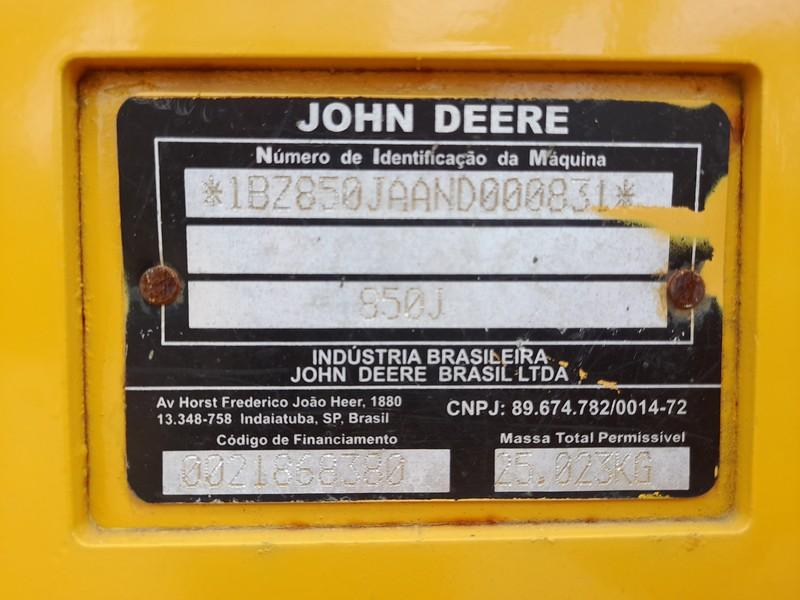 JOHN DEERE
Número de Identificação da Máquina
*1BZ850JAAND000831*
850J
INDÚSTRIA BRASILEIRA
JOHN DEERE BRASIL LTDA
Av Horst Frederico João Heer, 1880
13.348-758 Indaiatuba, SP, Brasil
CNPJ: 89.674.782/0014-72
Código de Financiamento
0021868380
Massa Total Permissível
25.023KG